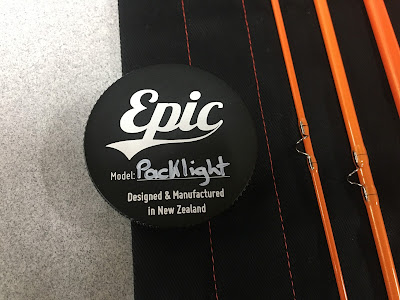 Epic
Model: Packlight
Designed & Manufactured
in New Zealand